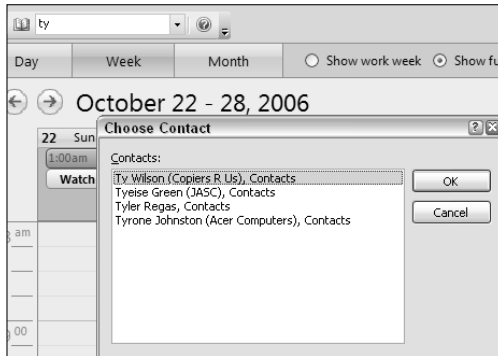 ty
Day Week Month Show work week Show fu
October 22 - 28, 2006
22 Sun
Choose Contact
1:00am
Watch
Contacts:
Ty Wilson (Copiers R Us), Contacts
Tyeise Green (JASC), Contacts
Tyler Regas, Contacts
Tyrone Johnston (Acer Computers), Contacts
OK
Cancel
am
00